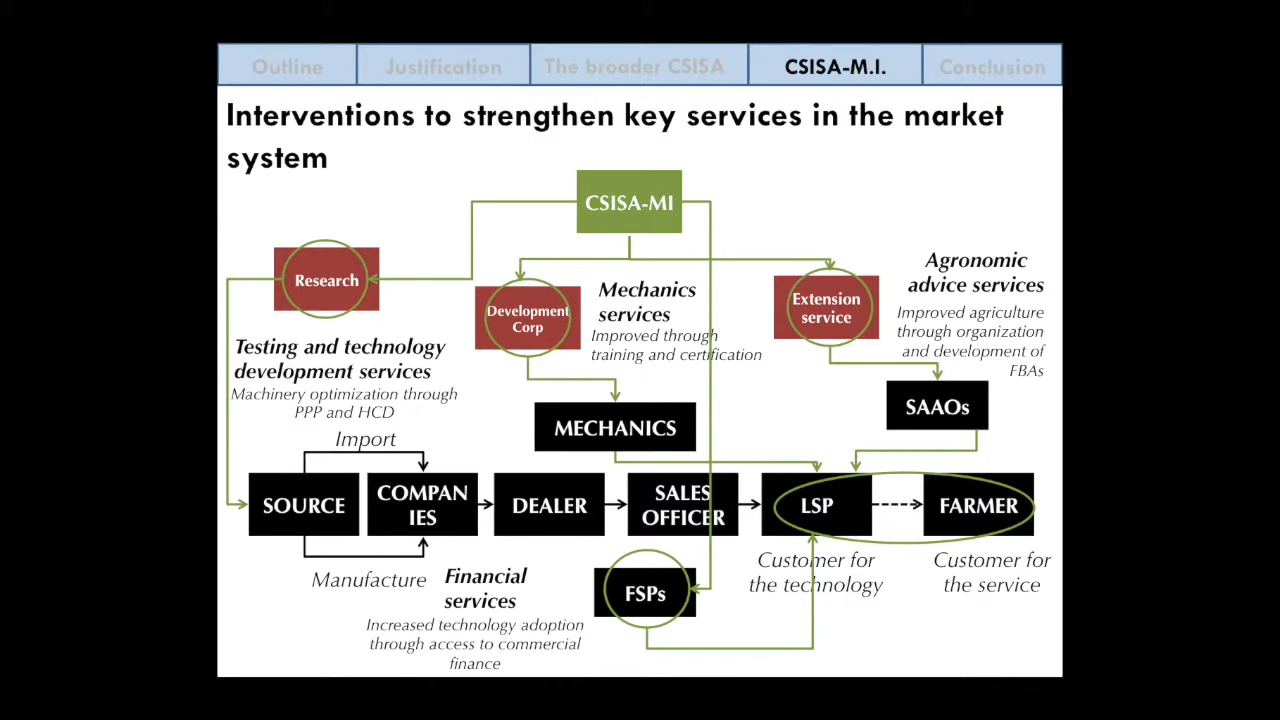 Outline
Justification
The broader CSISA
CSISA-M.I.
Conclusion
Interventions to strengthen key services in the market
system
CSISA-MI
Research
Development
Corp
Mechanics
services
Improved through
training and certification
Extension
service
Agronomic
advice services
Improved agriculture
through organization
and development of
FBAs
Testing and technology
development services
Machinery optimization through
PPP and HCD
Import
MECHANICS
SAAOs
SOURCE
COMPAN
IES
DEALER
SALES
OFFICER
LSP
FARMER
Manufacture
Financial
services
Increased technology adoption
through access to commercial
finance
FSPs
Customer for
the technology
Customer for
the service